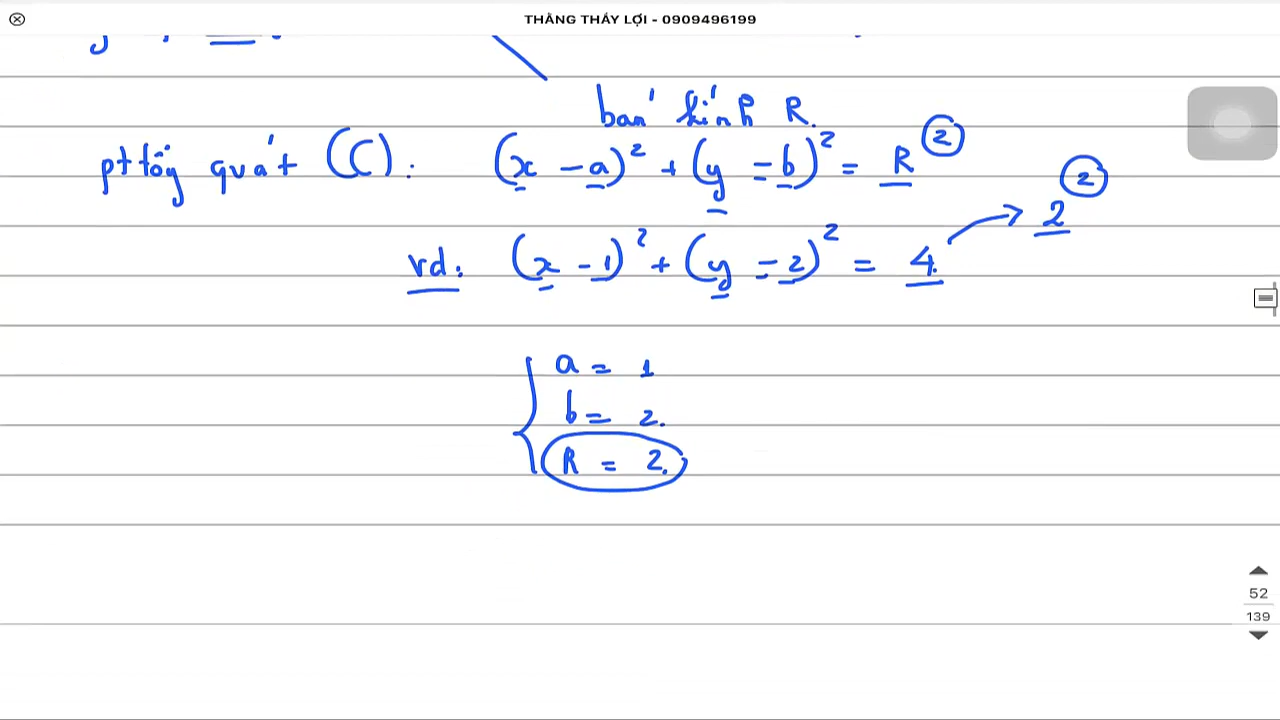 THẦNG THẦY LỢI - 0909496199
bán kính R.
pt tổng quát (C): (x - a)² + (y - b)² = R²
vd: (x - 1)² + (y - 2)² = 4 → 2²
a = 1
b = 2.
R = 2.
52
139